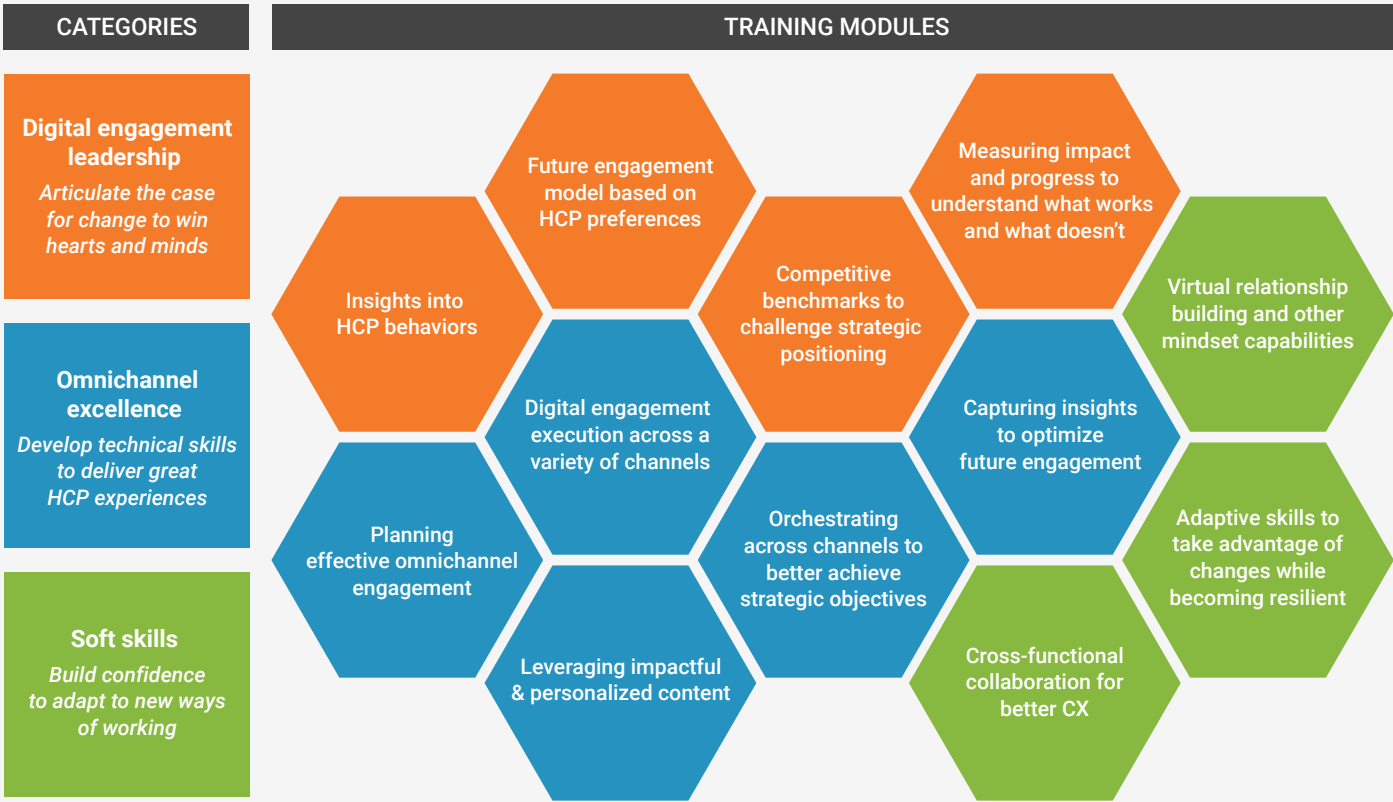 CATEGORIES
TRAINING MODULES
Digital engagement
leadership
Articulate the case
for change to win
hearts and minds
Omnichannel
excellence
Develop technical skills
to deliver great
HCP experiences
Soft skills
Build confidence
to adapt to new ways
of working
Insights into
HCP behaviors
Future engagement
model based on
HCP preferences
Competitive
benchmarks to
challenge strategic
positioning
Measuring impact
and progress to
understand what works
and what doesn’t
Virtual relationship
building and other
mindset capabilities
Planning
effective omnichannel
engagement
Digital engagement
execution across a
variety of channels
Orchestrating
across channels to
better achieve
strategic objectives
Capturing insights
to optimize
future engagement
Adaptive skills to
take advantage of
changes while
becoming resilient
Leveraging impactful
& personalized content
Cross-functional
collaboration for
better CX